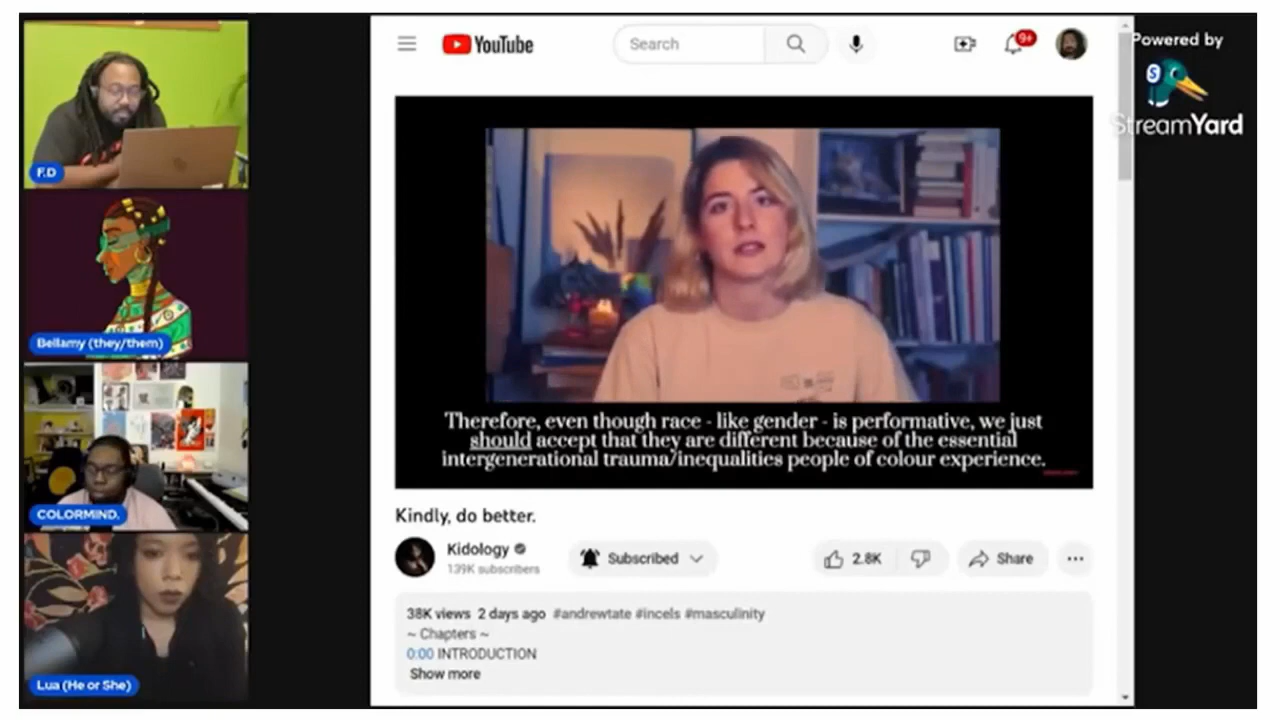 F.D
Bellamy (they/them)
COLORMIND.
Lua (He or She)
YouTube
Search
9+
Therefore, even though race - like gender - is performative, we just
should accept that they are different because of the essential
intergenerational trauma/inequalities people of colour experience.
Kindly, do better.
Kidology
139K subscribers
Subscribed
2.8K
Share
38K views 2 days ago #andrewtate #incels #masculinity
~ Chapters ~
0:00 INTRODUCTION
Show more
Powered by
S
StreamYard